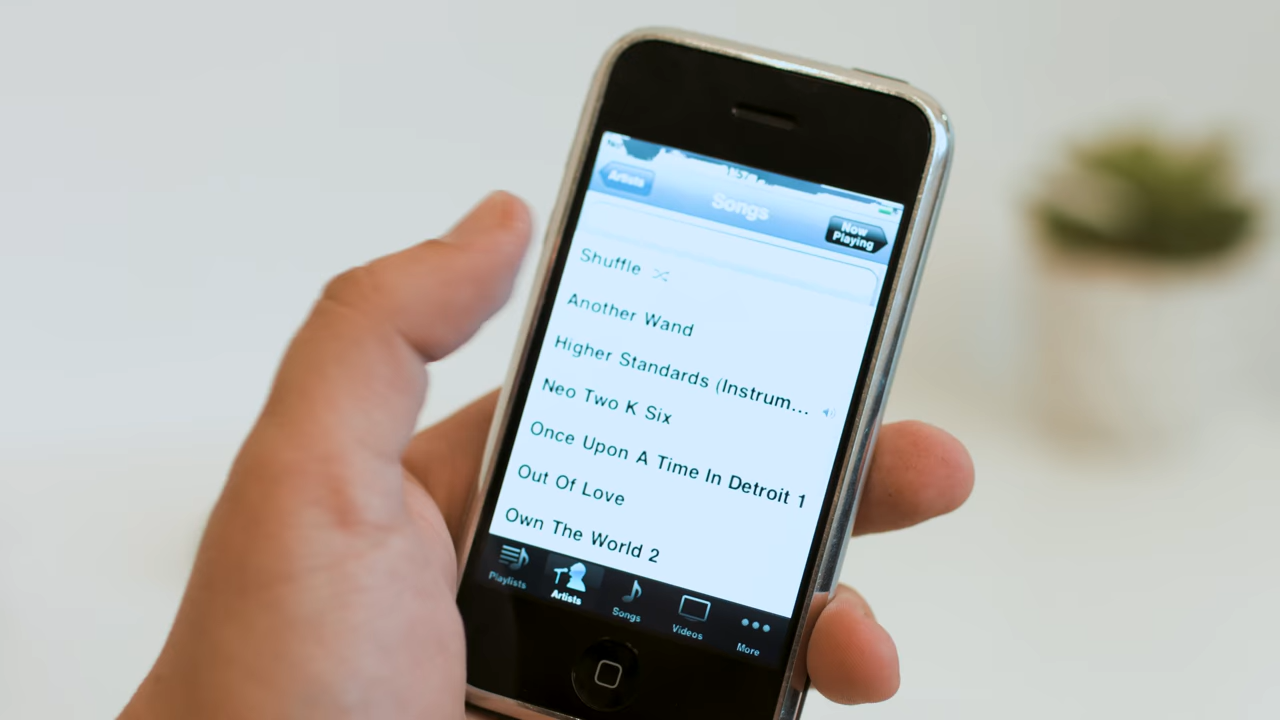 Artists
Songs
Now
Playing
Shuffle
Another Wand
Higher Standards (Instrum...
Neo Two K Six
Once Upon A Time In Detroit 1
Out Of Love
Own The World 2
Playlists
Artists
Songs
Videos
More